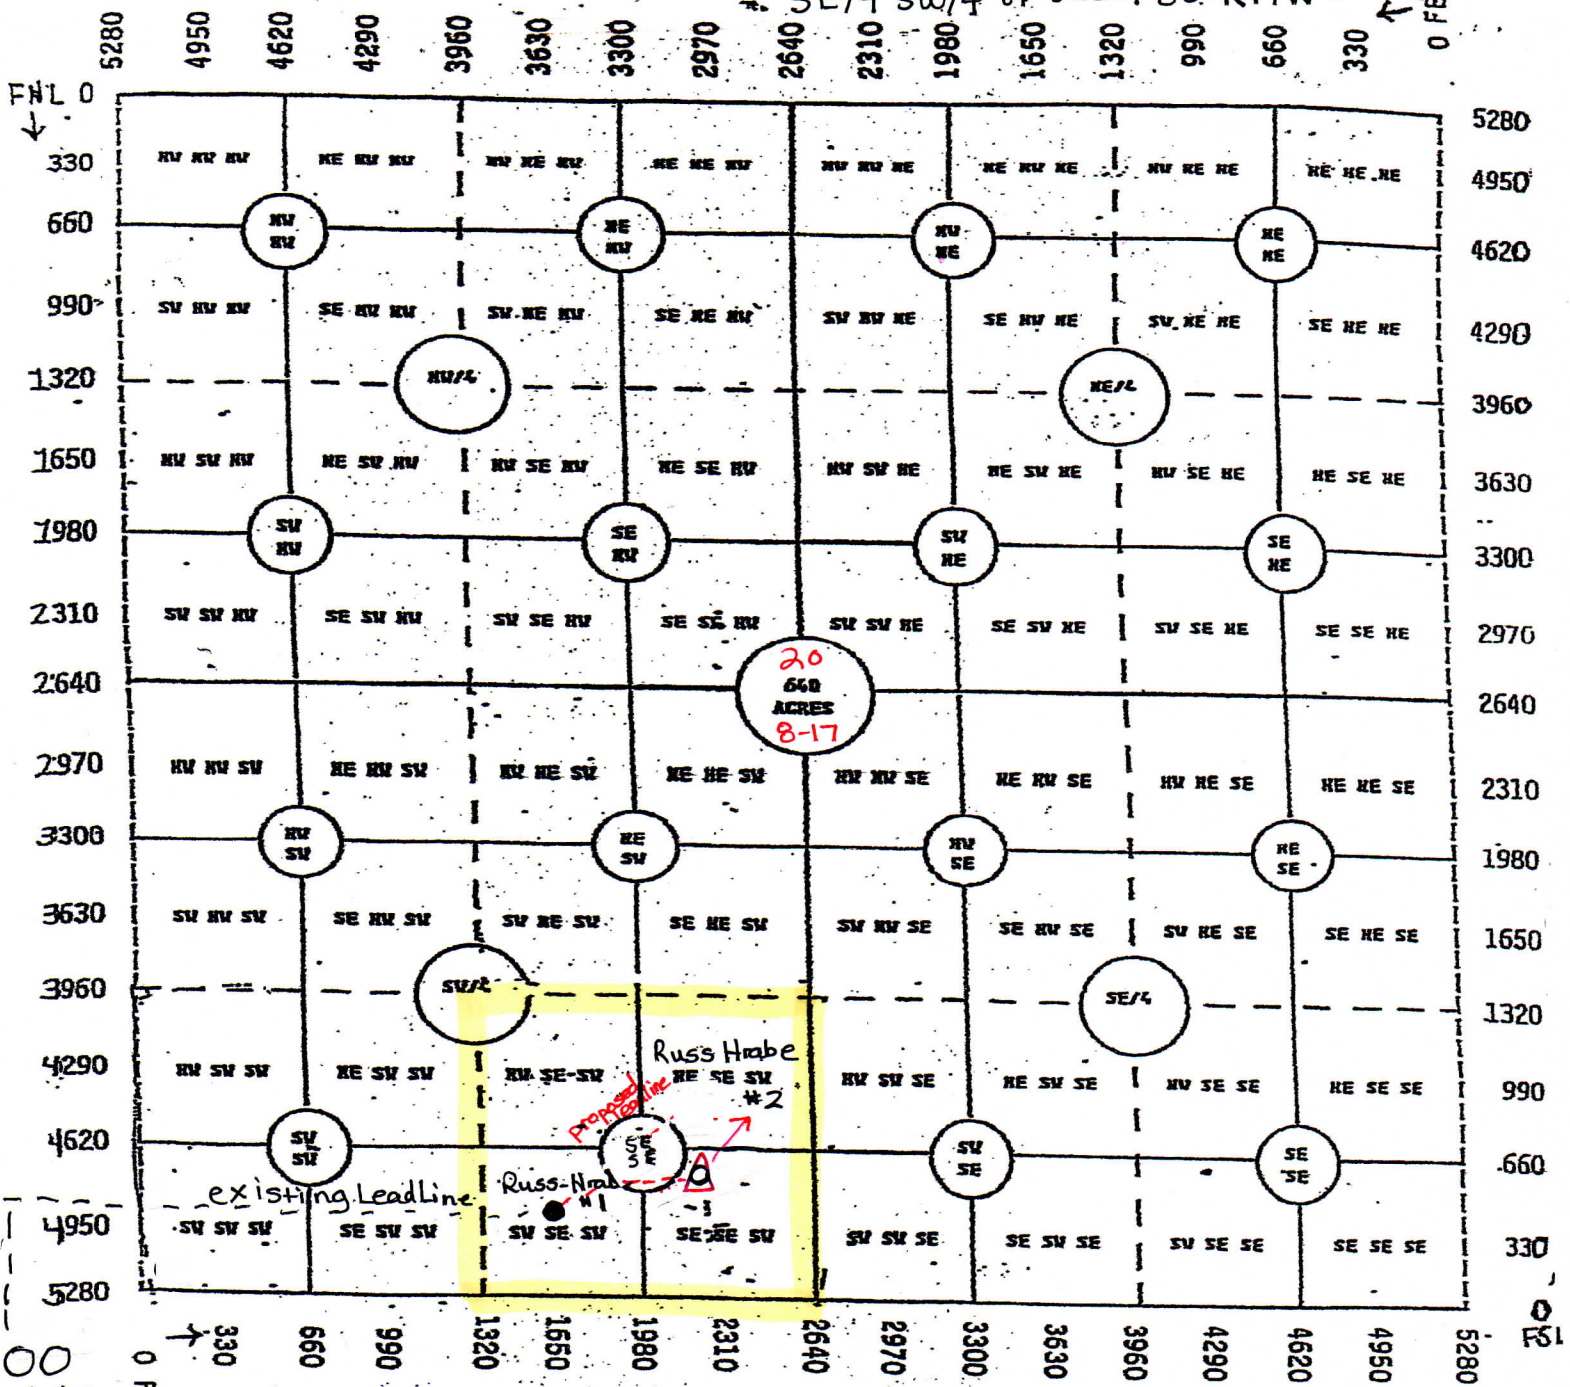 * SE/4 SW/4 of
5280 4950 4620 4290 3960 3630 3300 2970 2640 2310 1980 1650 1320 990 660 330 0 FE
FNL 0
5280
330 NW NW NW NE NW NW NW NE NW NE NE NW NW NW NE NE NW NE NW NE NE NE NE NE 4950
660 NW NW NE NW NW NE NE NE 4620
990 SW NW NW SE NW NW SW NE NW SE NE NW SW NW NE SE NW NE SW NE NE SE NE NE 4290
1320 NW/4 NE/4 3960
1650 NW SW NW NE SW NW NW SE NW NE SE NW NW SW NE NE SW NE NW SE NE NE SE NE 3630
1980 SW NW SE NW SW NE SE NE 3300
2310 SW SW NW SE SW NW SW SE NW SE SE NW SW SW NE SE SW NE SW SE NE SE SE NE 2970
20
2640 640 ACRES 2640
8-17
2970 NW NW SW NE NW SW NW NE SW NE NE SW NW NW SE NE NW SE NW NE SE NE NE SE 2310
3300 NW SW NE SW NW SE NE SE 1980
3630 SW NW SW SE NW SW SW NE SW SE NE SW SW NW SE SE NW SE SW NE SE SE NE SE 1650
3960 SW/4 SE/4 1320
Russ Hrabe
4290 NW SW SW NE SW SW NW SE-SW NE SE SW NW SW SE NE SW SE NW SE SE NE SE SE 990
#2
proposed
leadline
4620 SW SW SE SW SW SE SE SE 660
existing LeadLine Russ Hrabe
#1
4950 SW SW SW SE SW SW SW SE SW SE SE SW SW SW SE SE SW SE SW SE SE SE SE SE 330
5280 0
FSL
0 330 660 990 1320 1650 1980 2310 2640 2970 3300 3630 3960 4290 4620 4950 5280
00